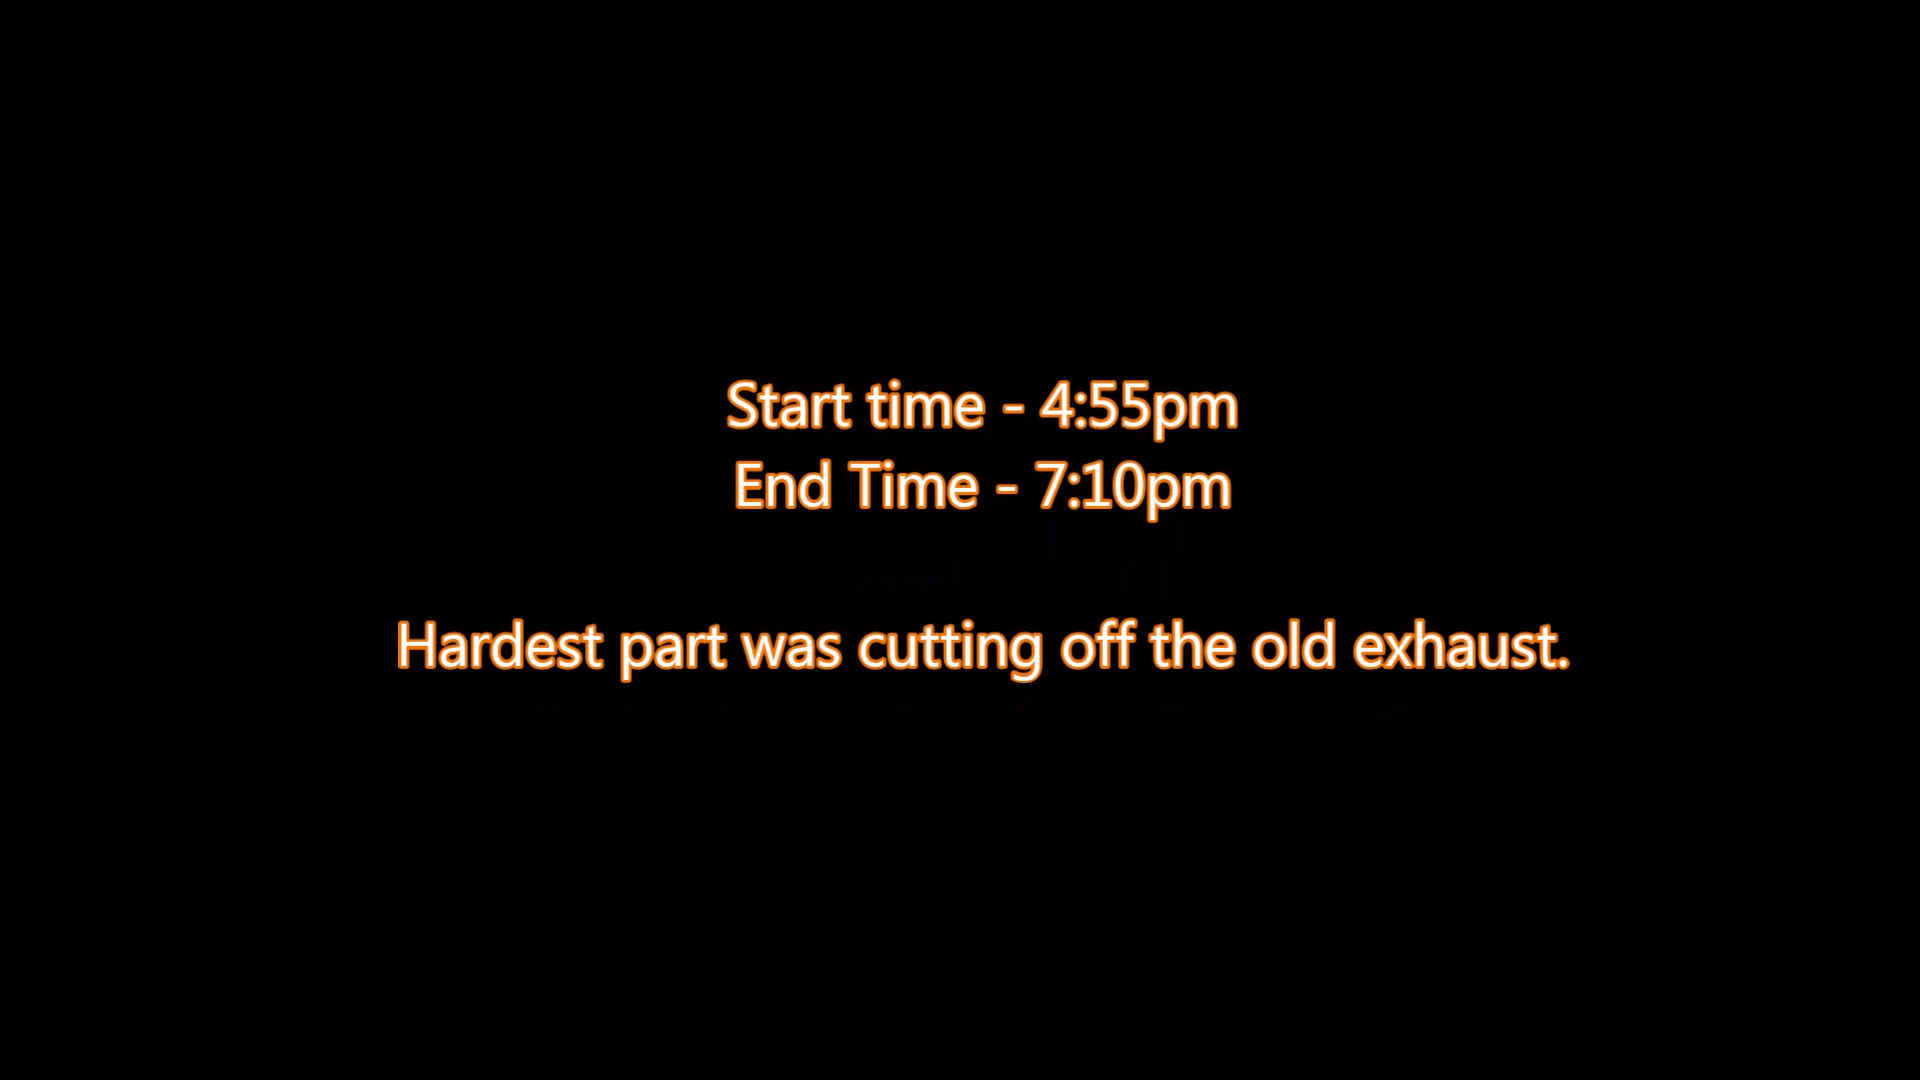 Start time - 4:55pm
End Time - 7:10pm
Hardest part was cutting off the old exhaust.